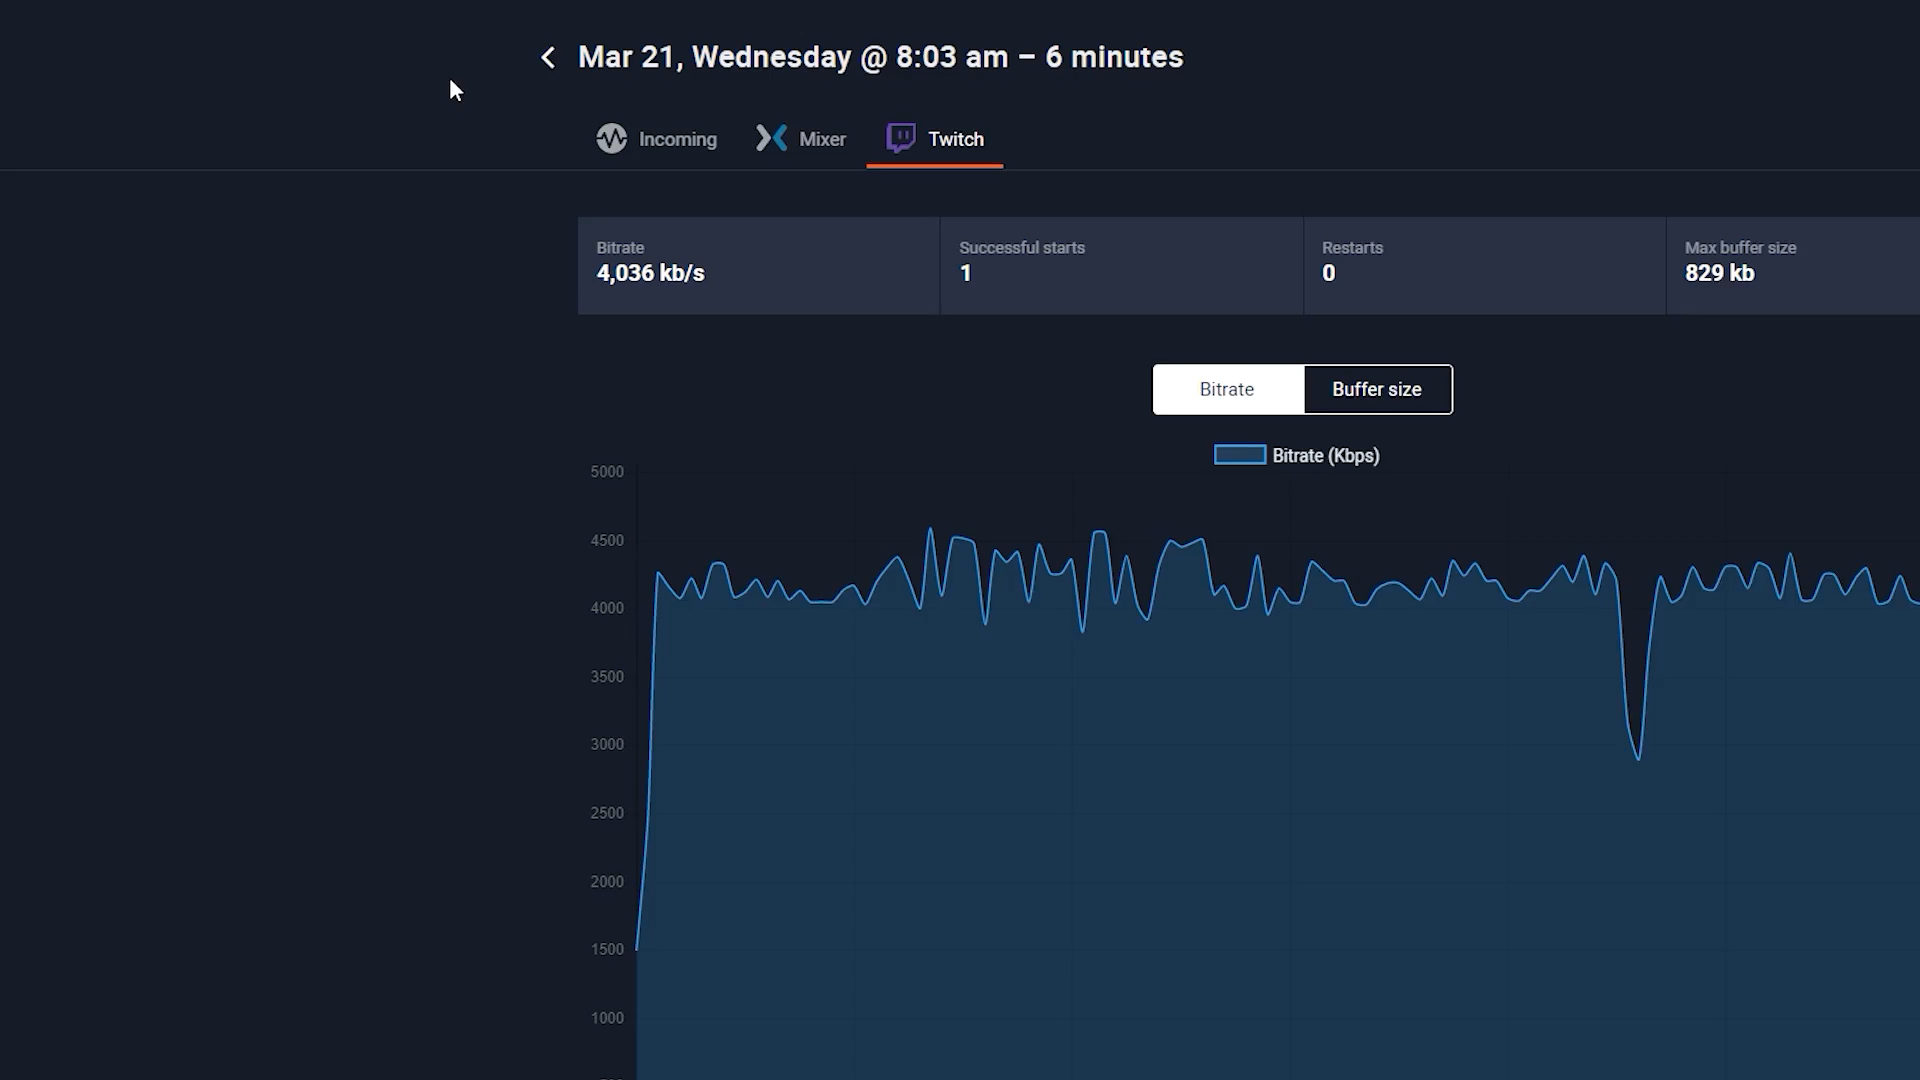 Mar 21, Wednesday @ 8:03 am – 6 minutes
Incoming
Mixer
Twitch
Bitrate
4,036 kb/s
Successful starts
1
Restarts
0
Max buffer size
829 kb
Bitrate
Buffer size
Bitrate (Kbps)
5000
4500
4000
3500
3000
2500
2000
1500
1000